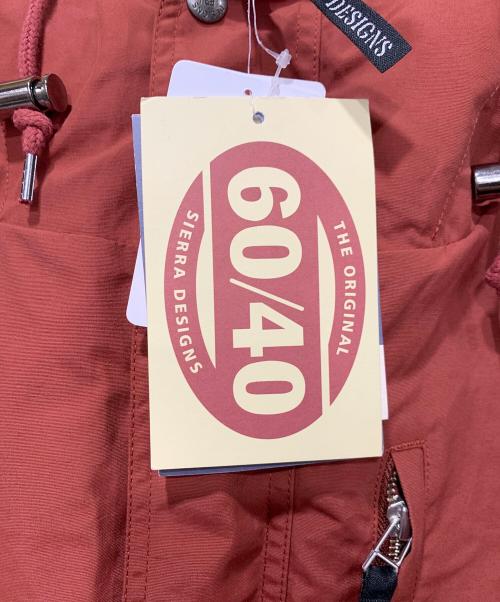 DESIGNS
THE ORIGINAL
60/40
SIERRA DESIGNS